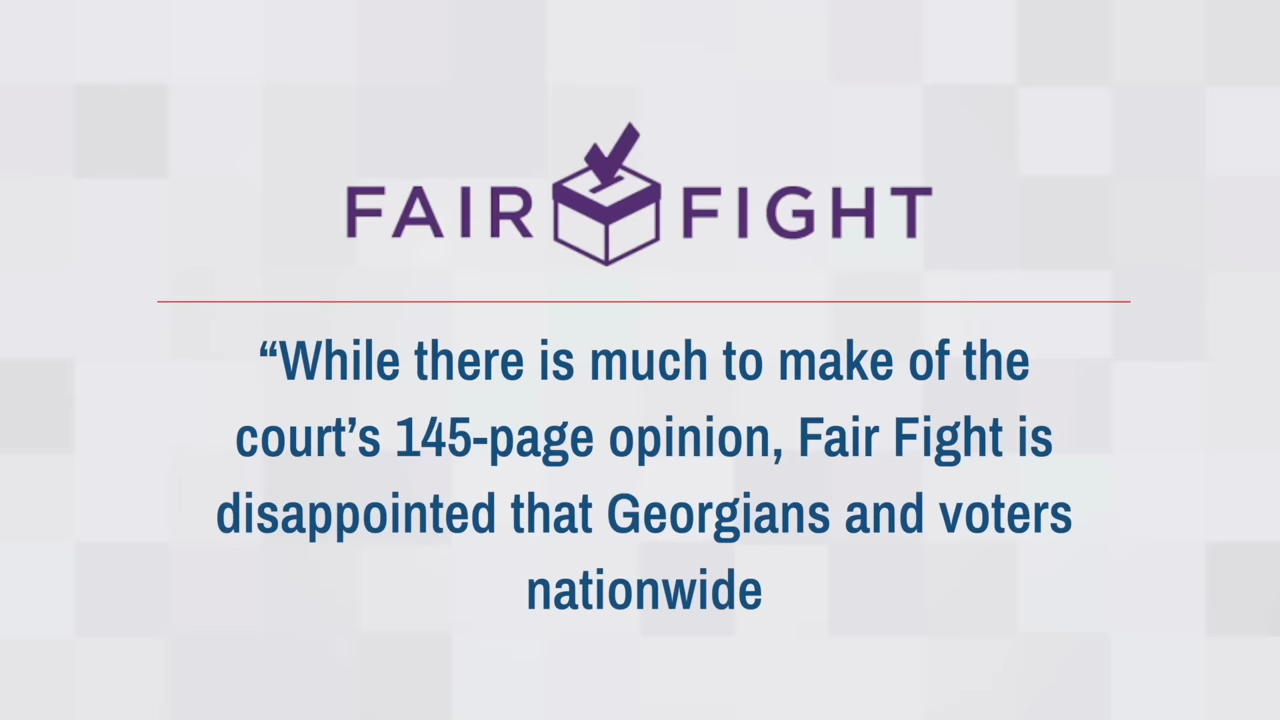 FAIR FIGHT
“While there is much to make of the
court’s 145-page opinion, Fair Fight is
disappointed that Georgians and voters
nationwide